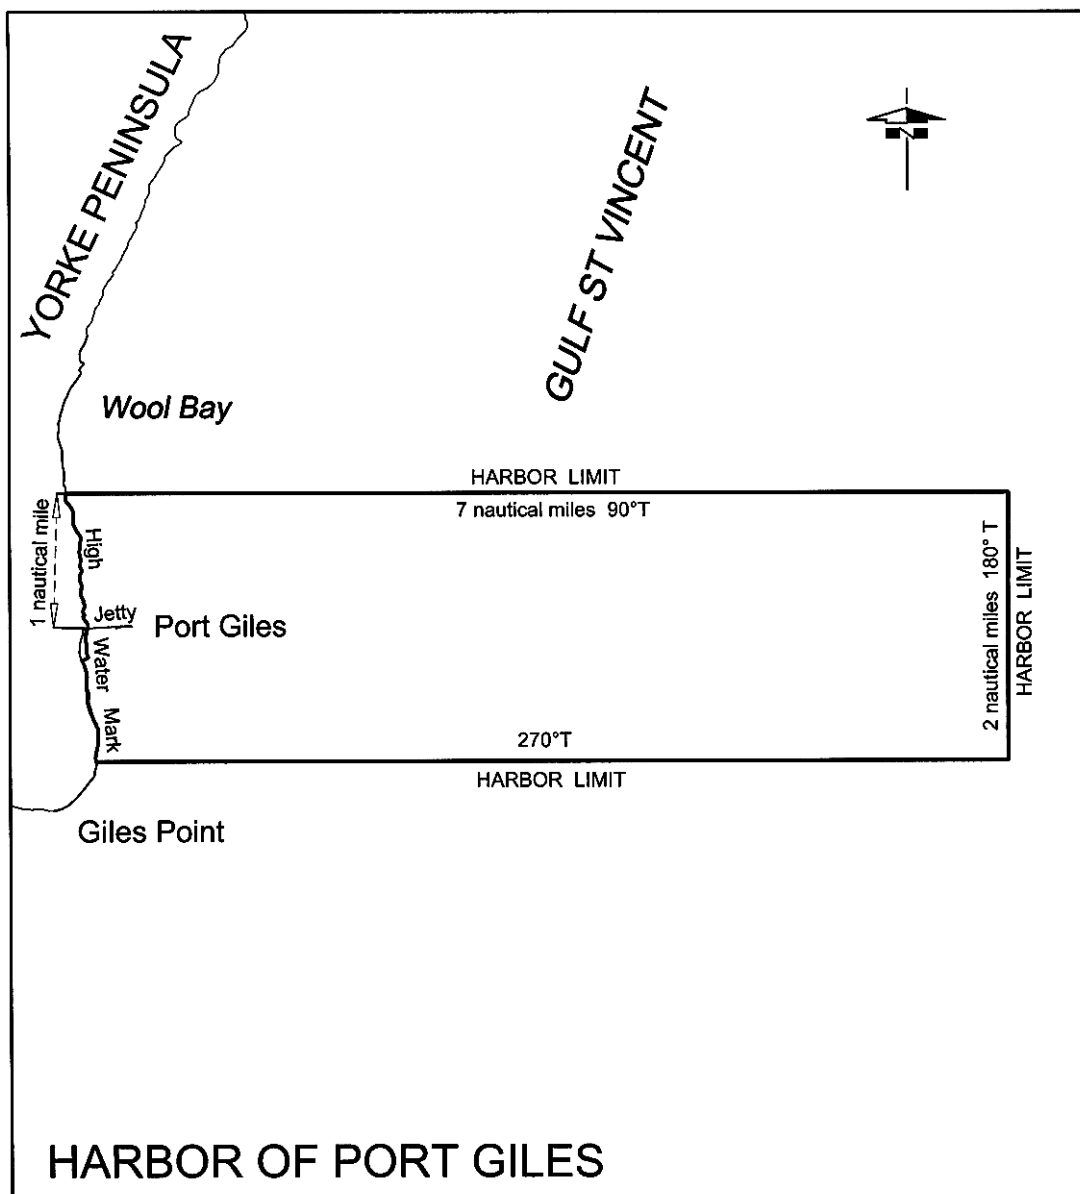 YORKE PENINSULA
GULF ST VINCENT
N
Wool Bay
HARBOR LIMIT
7 nautical miles 90°T
1 nautical mile
High
Water
Mark
Jetty
Port Giles
2 nautical miles 180° T
HARBOR LIMIT
270°T
HARBOR LIMIT
Giles Point
HARBOR OF PORT GILES